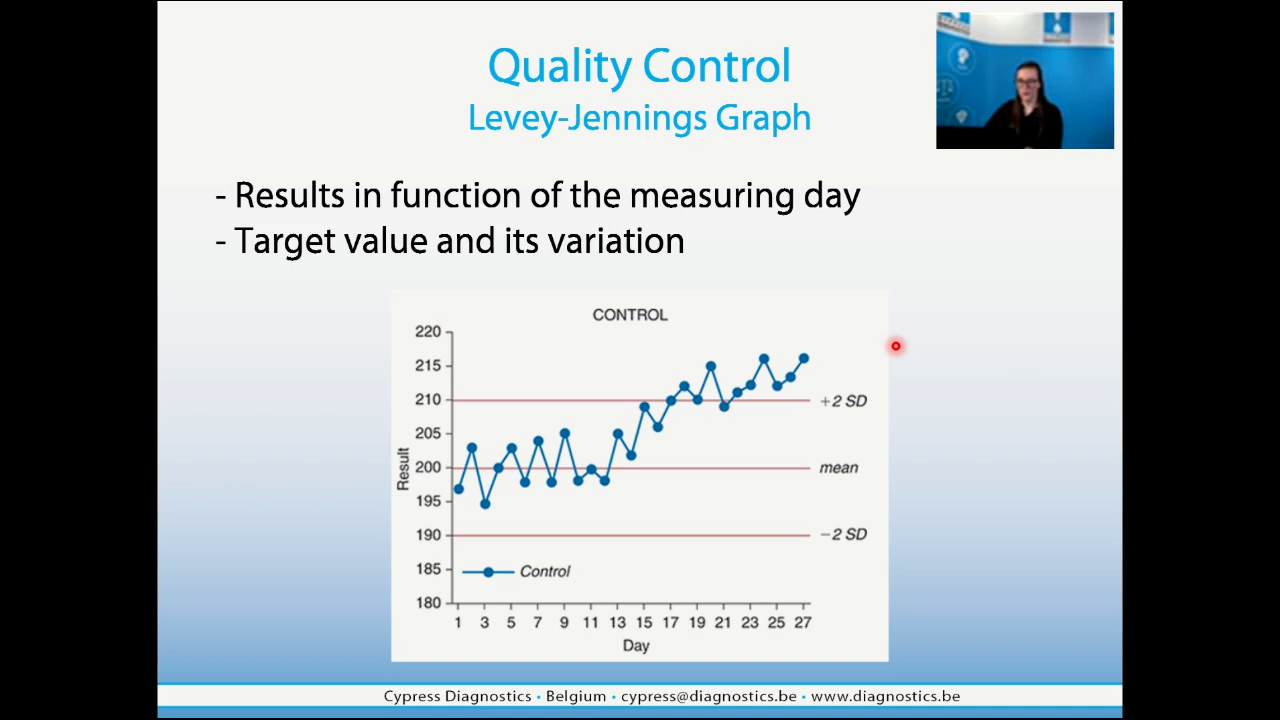 Quality Control
Levey-Jennings Graph
- Results in function of the measuring day
- Target value and its variation
CONTROL
220
215
210
205
200
195
190
185
180
Result
+2 SD
mean
−2 SD
Control
1 3 5 7 9 11 13 15 17 19 21 23 25 27
Day
Cypress Diagnostics • Belgium • cypress@diagnostics.be • www.diagnostics.be